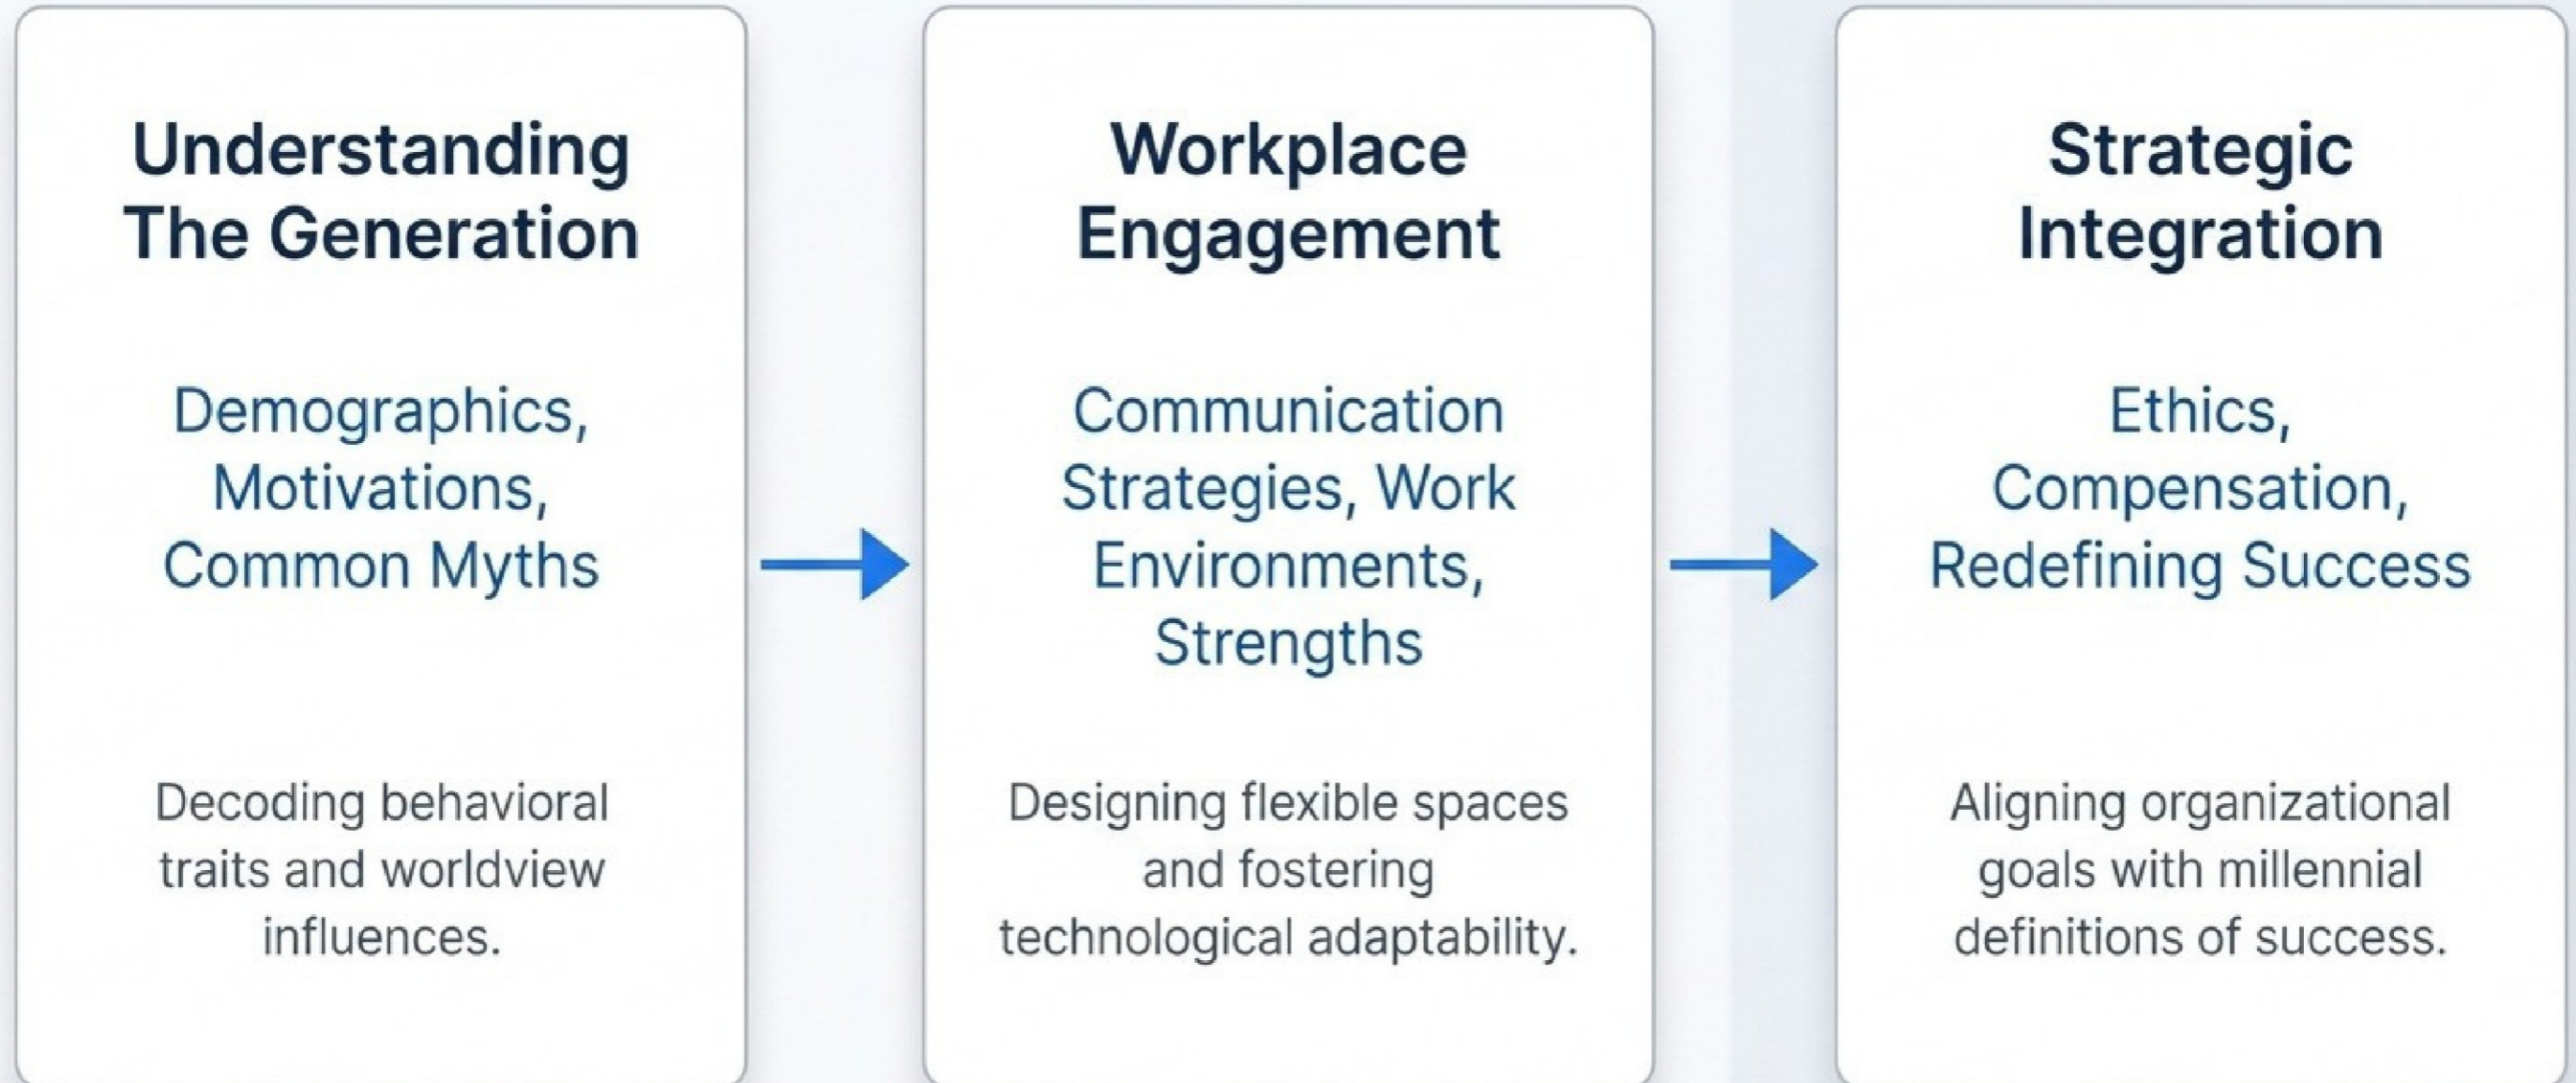 Understanding
The Generation
Demographics,
Motivations,
Common Myths
Decoding behavioral
traits and worldview
influences.
Workplace
Engagement
Communication
Strategies, Work
Environments,
Strengths
Designing flexible spaces
and fostering
technological adaptability.
Strategic
Integration
Ethics,
Compensation,
Redefining Success
Aligning organizational
goals with millennial
definitions of success.